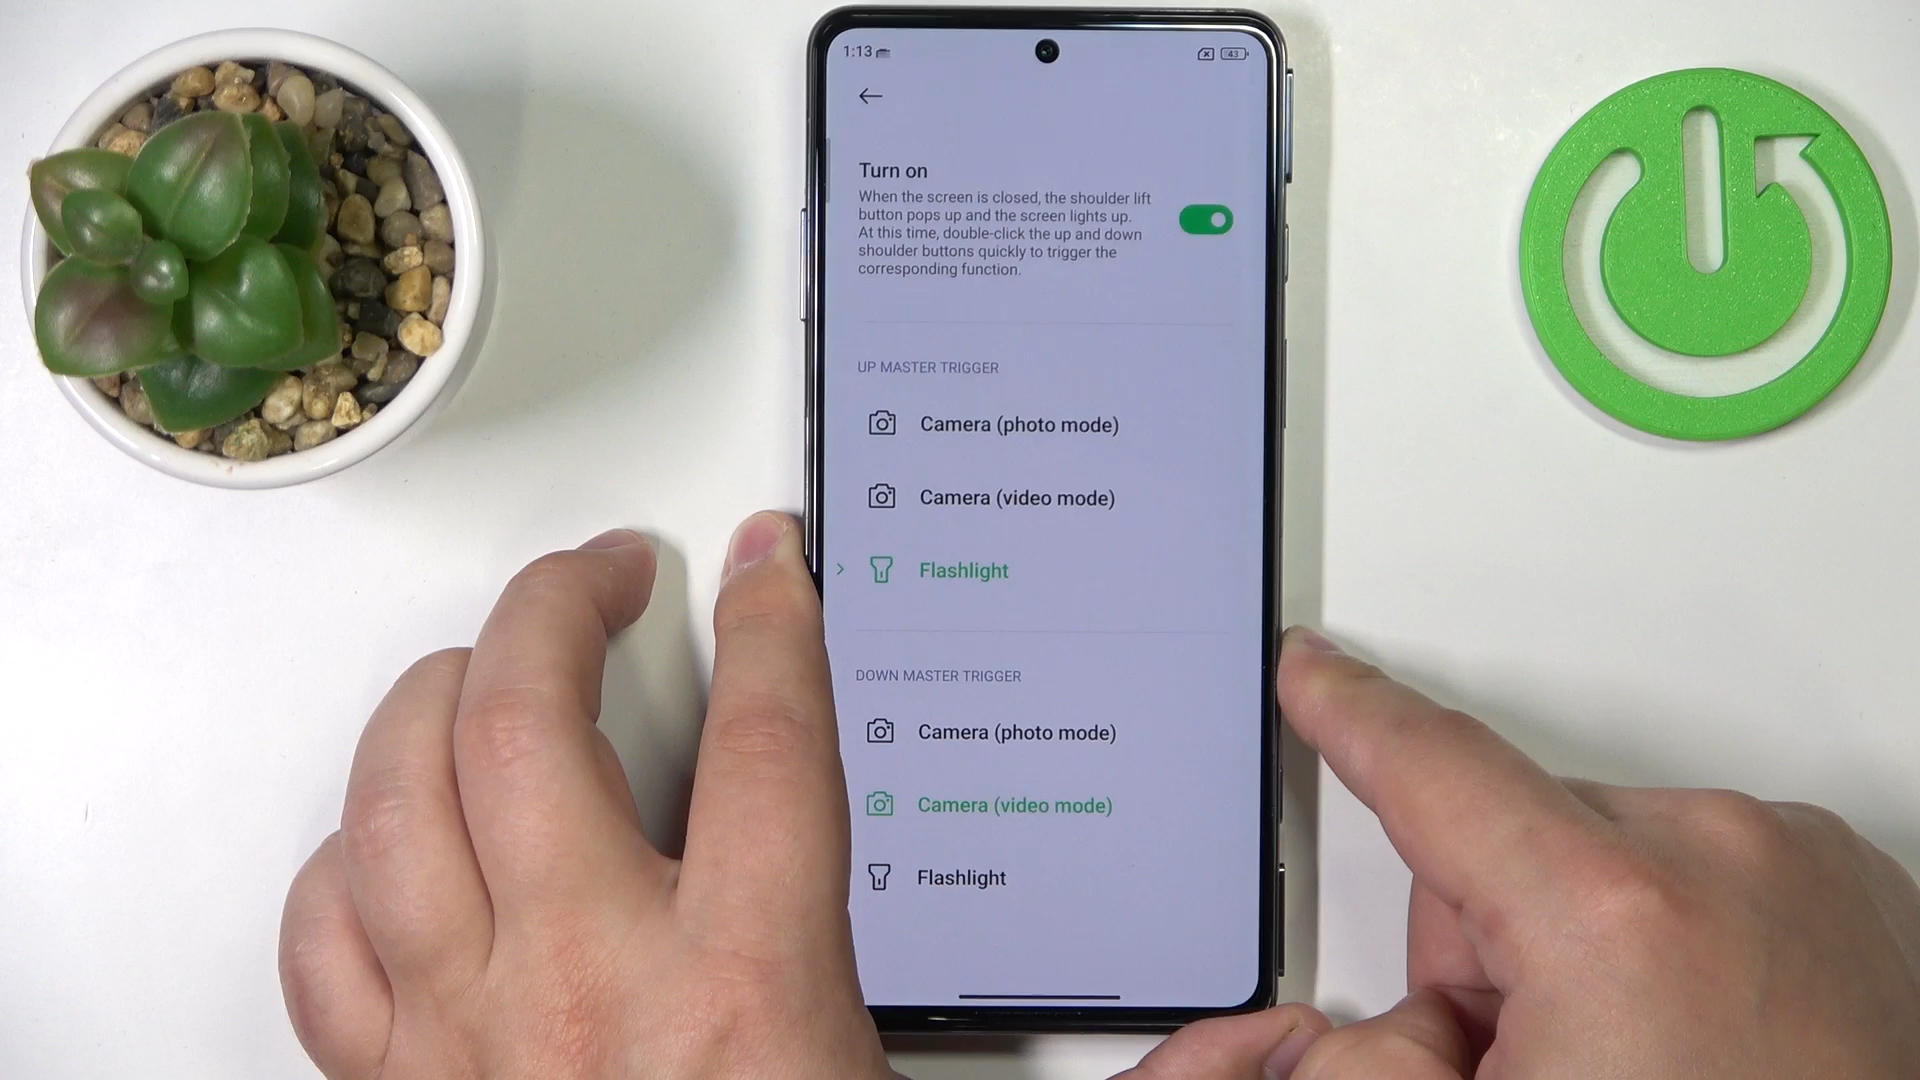 1:13
43
Turn on
When the screen is closed, the shoulder lift
button pops up and the screen lights up.
At this time, double-click the up and down
shoulder buttons quickly to trigger the
corresponding function.
UP MASTER TRIGGER
Camera (photo mode)
Camera (video mode)
Flashlight
DOWN MASTER TRIGGER
Camera (photo mode)
Camera (video mode)
Flashlight